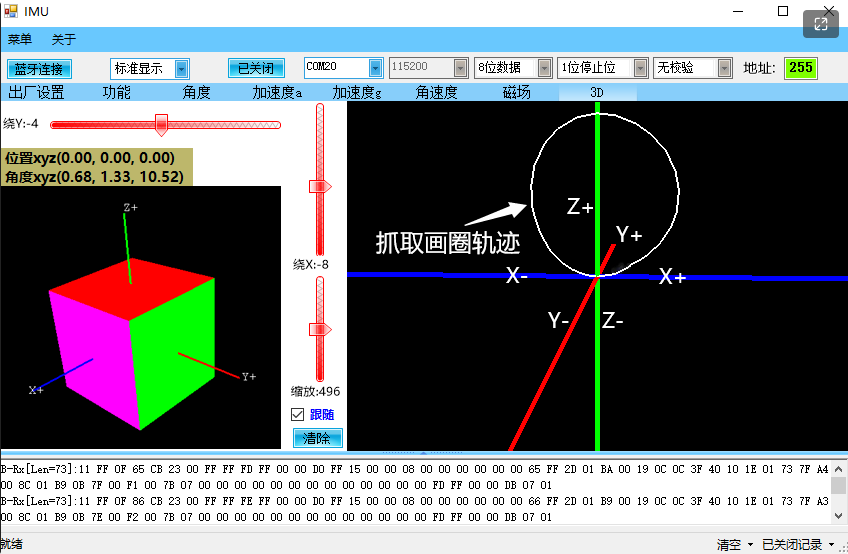 IMU
菜单 关于
蓝牙连接 标准显示 已关闭 COM20 115200 8位数据 1位停止位 无校验 地址: 255
出厂设置 功能 角度 加速度a 加速度g 角速度 磁场 3D
绕Y:-4
位置xyz(0.00, 0.00, 0.00)
角度xyz(0.68, 1.33, 10.52)
Z+
X+
Y+
绕X:-8
缩放:496
跟随
清除
Z+
Y+
抓取画圈轨迹
X-
X+
Y-
Z-
B-Rx[Len=73]:11 FF 0F 65 CB 23 00 FF FF FD FF 00 00 D0 FF 15 00 00 08 00 00 00 00 00 00 65 FF 2D 01 BA 00 19 0C 0C 3F 40 10 1E 01 73 7F A4
00 8C 01 B9 0B 7F 00 F1 00 7B 07 00 00 00 00 00 00 00 00 00 00 00 00 00 FD FF 00 00 DB 07 01
B-Rx[Len=73]:11 FF 0F 86 CB 23 00 FF FF FE FF 00 00 D0 FF 15 00 00 08 00 00 00 00 00 00 66 FF 2D 01 B9 00 19 0C 0C 3F 40 10 1E 01 73 7F A3
00 8C 01 B9 0B 7E 00 F2 00 7B 07 00 00 00 00 00 00 00 00 00 00 00 00 00 FD FF 00 00 DB 07 01
就绪 清空 已关闭记录